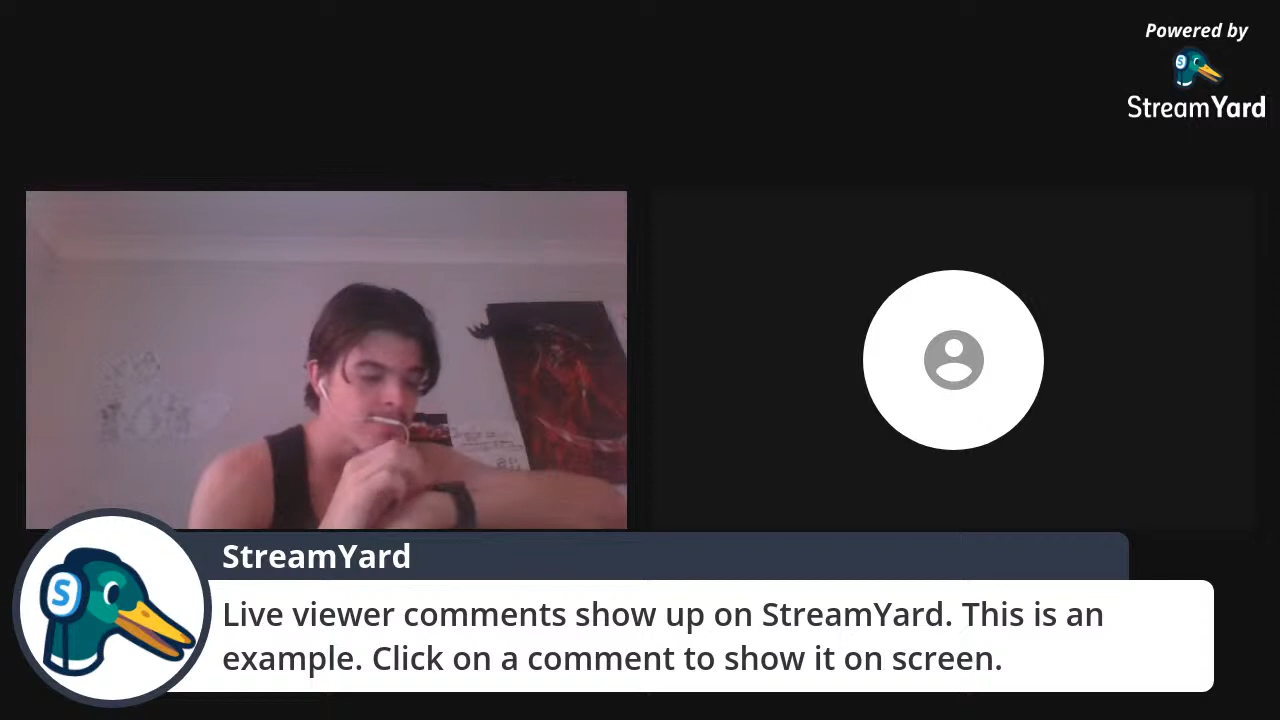 Powered by
StreamYard
StreamYard
Live viewer comments show up on StreamYard. This is an
example. Click on a comment to show it on screen.
S